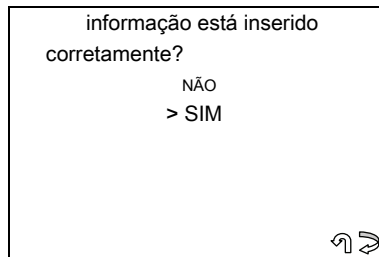 informação está inserido
corretamente?
NÃO
> SIM